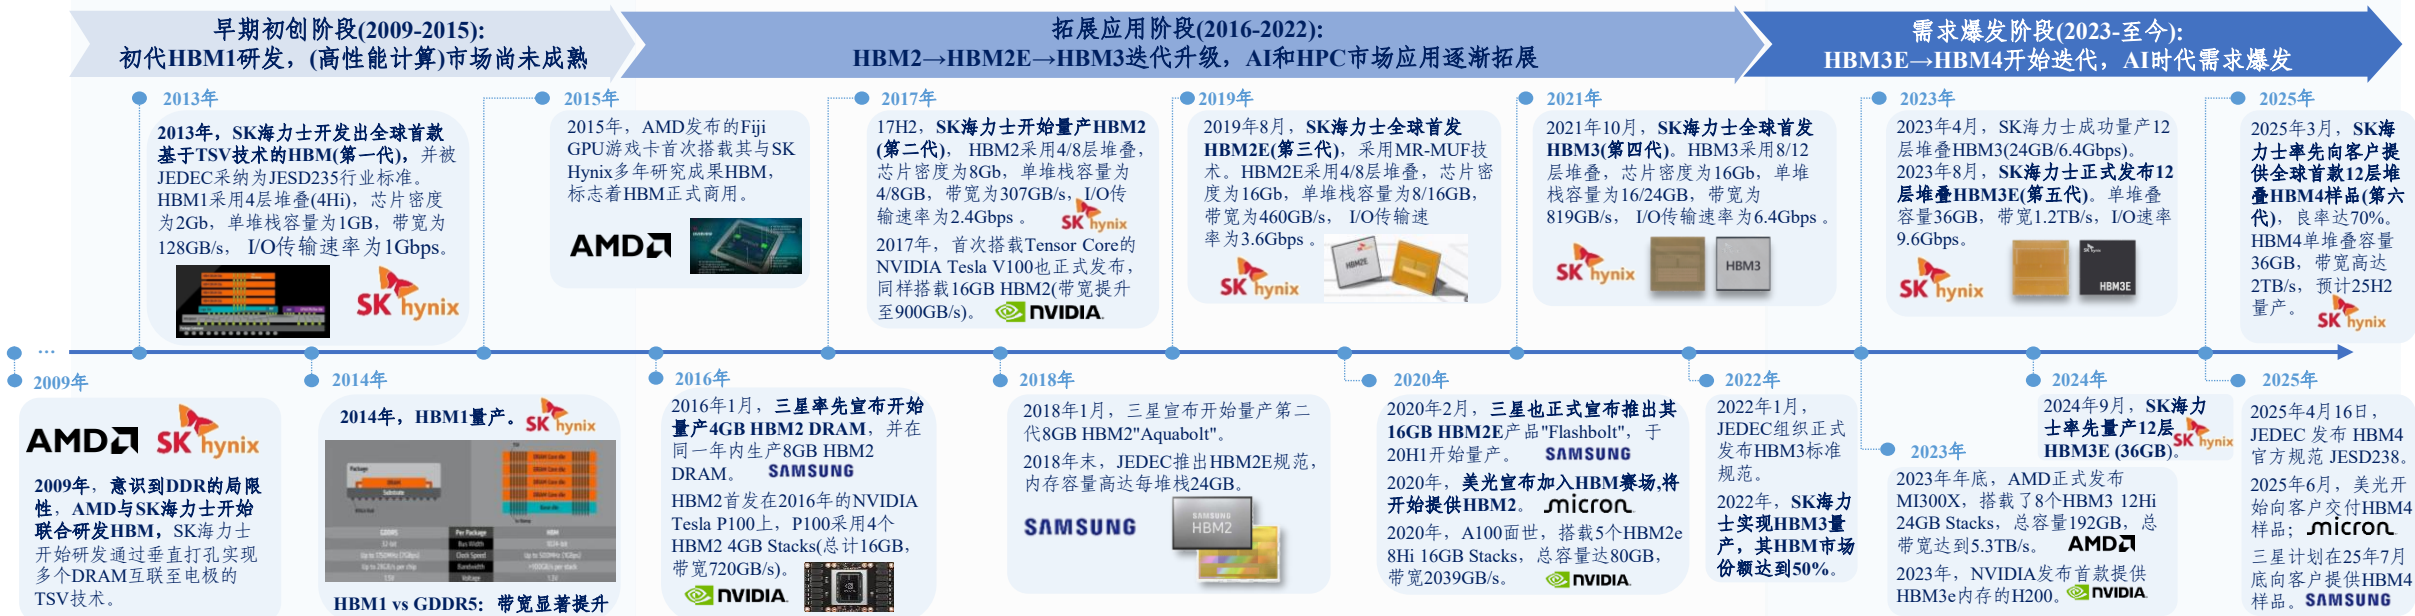 早期初创阶段(2009-2015):
初代HBM1研发，(高性能计算)市场尚未成熟
拓展应用阶段(2016-2022):
HBM2→HBM2E→HBM3迭代升级，AI和HPC市场应用逐渐拓展
需求爆发阶段(2023-至今):
HBM3E→HBM4开始迭代，AI时代需求爆发
2013年
2013年，SK海力士开发出全球首款
基于TSV技术的HBM(第一代)，并被
JEDEC采纳为JESD235行业标准。
HBM1采用4层堆叠(4Hi)，芯片密度
为2Gb，单堆栈容量为1GB，带宽为
128GB/s， I/O传输速率为1Gbps。
SK hynix
2015年
2015年，AMD发布的Fiji
GPU游戏卡首次搭载其与SK
Hynix多年研究成果HBM，
标志着HBM正式商用。
AMD
2017年
17H2，SK海力士开始量产HBM2
(第二代)， HBM2采用4/8层堆叠，
芯片密度为8Gb，单堆栈容量为
4/8GB，带宽为307GB/s，I/O传
输速率为2.4Gbps 。
SK hynix
2017年，首次搭载Tensor Core的
NVIDIA Tesla V100也正式发布，
同样搭载16GB HBM2(带宽提升
至900GB/s)。
NVIDIA.
2019年
2019年8月，SK海力士全球首发
HBM2E(第三代)，采用MR-MUF技
术。HBM2E采用4/8层堆叠，芯片密
度为16Gb，单堆栈容量为8/16GB，
带宽为460GB/s， I/O传输速
率为3.6Gbps 。
SK hynix
HBM2E
2021年
2021年10月，SK海力士全球首发
HBM3(第四代)。HBM3采用8/12
层堆叠，芯片密度为16Gb，单堆
栈容量为16/24GB，带宽为
819GB/s， I/O传输速率为6.4Gbps 。
SK hynix
HBM3
2023年
2023年4月，SK海力士成功量产12
层堆叠HBM3(24GB/6.4Gbps)。
2023年8月，SK海力士正式发布12
层堆叠HBM3E(第五代)。单堆叠
容量36GB，带宽1.2TB/s，I/O速率
9.6Gbps。
SK hynix
SK hynix
HBM3E
2025年
2025年3月，SK海
力士率先向客户提
供全球首款12层堆
叠HBM4样品(第六
代)，良率达70%。
HBM4单堆叠容量
36GB，带宽高达
2TB/s，预计25H2
量产。
SK hynix
...
2009年
AMD SK hynix
2009年，意识到DDR的局限
性，AMD与SK海力士开始
联合研发HBM，SK海力士
开始研发通过垂直打孔实现
多个DRAM互联至电极的
TSV技术。
2014年
2014年，HBM1量产。
SK hynix
Package
DRAM
Substrate
DRAM Core die
DRAM Core die
DRAM Core die
DRAM Core die
Base die
GDDR5 Per Package HBM
32-bit Bus Width 1024-bit
Up to 1750MHz (7Gbps) Clock Speed Up to 500MHz (1Gbps)
Up to 28GB/s per chip Bandwidth >100GB/s per stack
1.5V Voltage 1.3V
HBM1 vs GDDR5：带宽显著提升
2016年
2016年1月，三星率先宣布开始
量产4GB HBM2 DRAM，并在
同一年内生产8GB HBM2
DRAM。
SAMSUNG
HBM2首发在2016年的NVIDIA
Tesla P100上，P100采用4个
HBM2 4GB Stacks(总计16GB，
带宽720GB/s)。
NVIDIA.
2018年
2018年1月，三星宣布开始量产第二
代8GB HBM2"Aquabolt"。
2018年末，JEDEC推出HBM2E规范，
内存容量高达每堆栈24GB。
SAMSUNG
SAMSUNG
HBM2
2020年
2020年2月，三星也正式宣布推出其
16GB HBM2E产品"Flashbolt"，于
20H1开始量产。
SAMSUNG
2020年，美光宣布加入HBM赛场,将
开始提供HBM2。
micron
2020年，A100面世，搭载5个HBM2e
8Hi 16GB Stacks，总容量达80GB，
带宽2039GB/s。
NVIDIA.
2022年
2022年1月，
JEDEC组织正式
发布HBM3标准
规范。
2022年，SK海力
士实现HBM3量
产，其HBM市场
份额达到50%。
2023年
2023年年底，AMD正式发布
MI300X，搭载了8个HBM3 12Hi
24GB Stacks，总容量192GB，总
带宽达到5.3TB/s。
AMD
2023年，NVIDIA发布首款提供
HBM3e内存的H200。
NVIDIA.
2024年
2024年9月，SK海力
士率先量产12层
HBM3E (36GB)。
SK hynix
2025年
2025年4月16日，
JEDEC 发布 HBM4
官方规范 JESD238。
2025年6月，美光开
始向客户交付HBM4
样品；
micron
三星计划在25年7月
底向客户提供HBM4
样品。
SAMSUNG